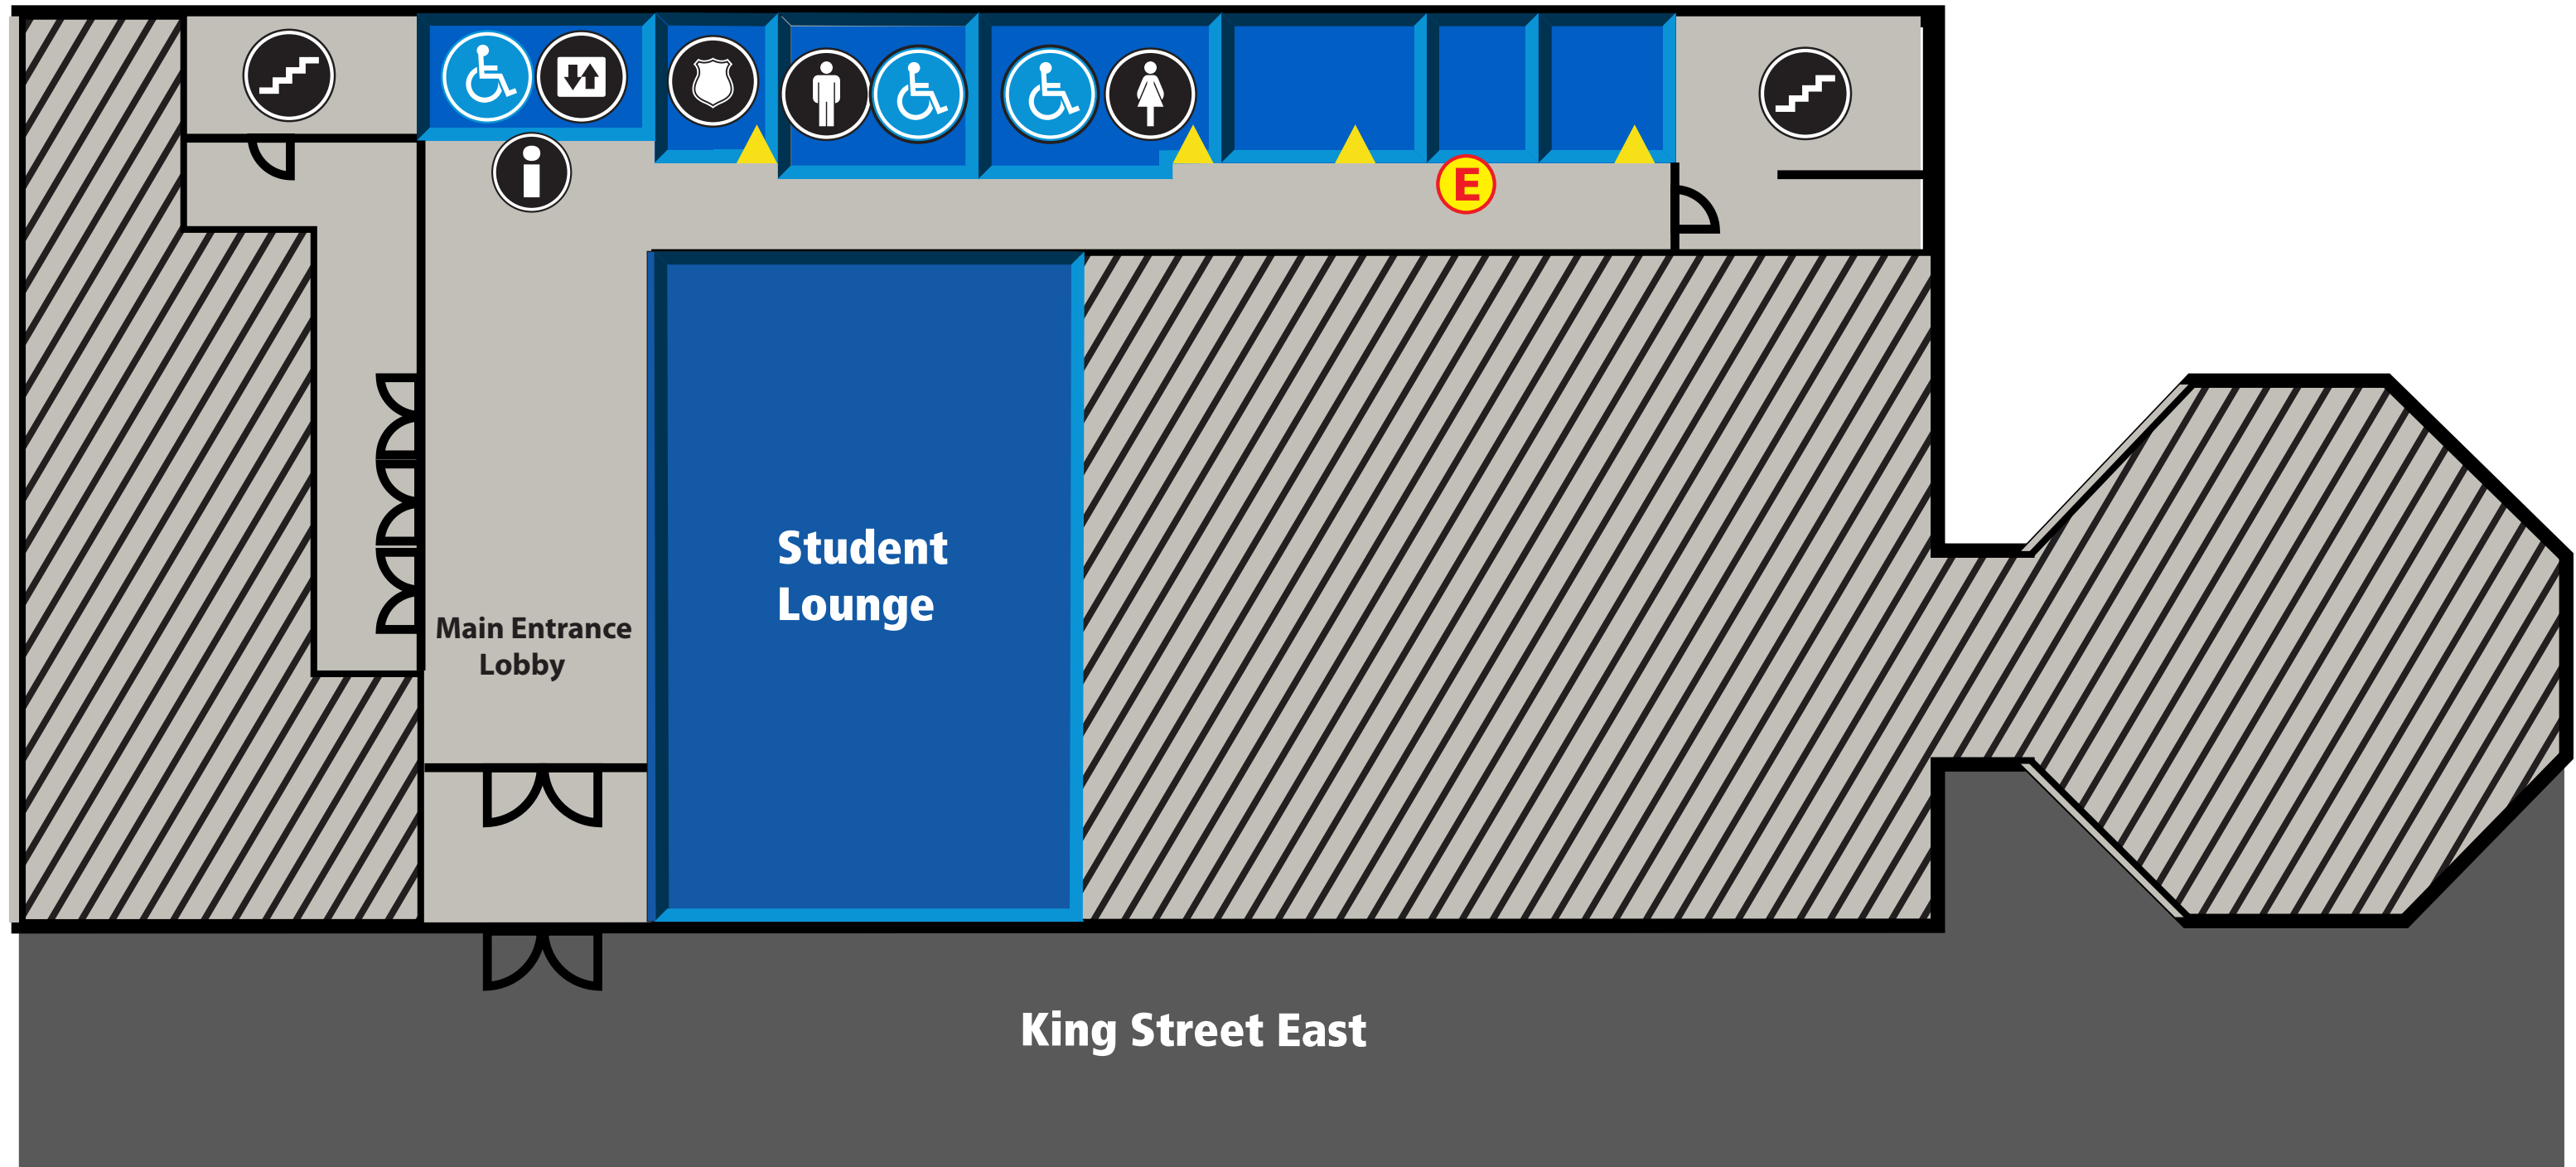 i
E
Student
Lounge
Main Entrance
Lobby
King Street East